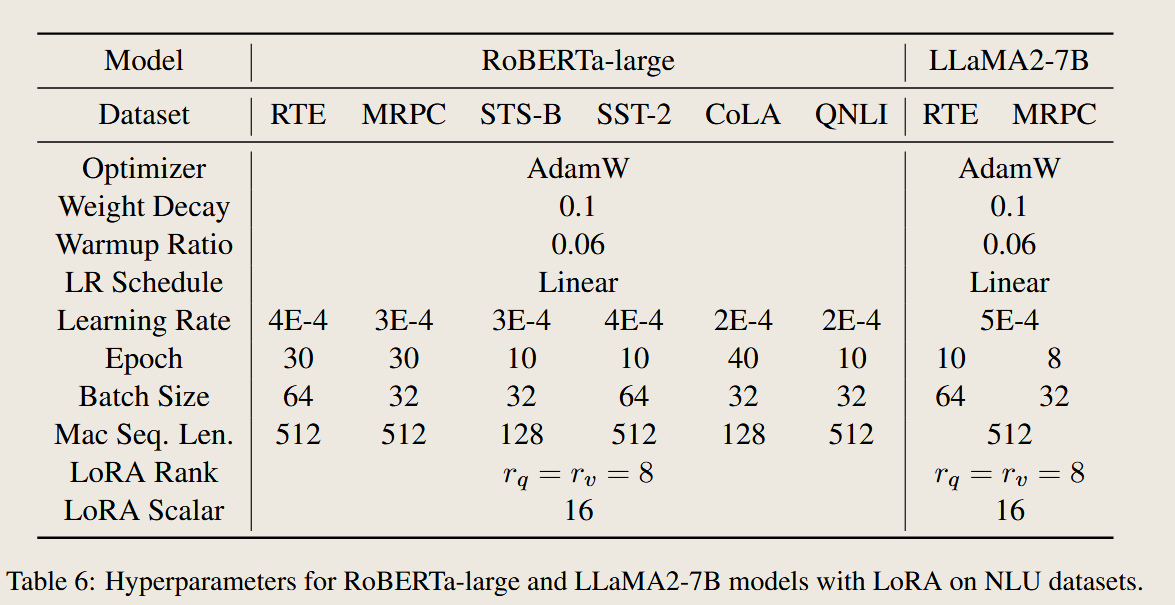 Model RoBERTa-large LLaMA2-7B
Dataset RTE MRPC STS-B SST-2 CoLA QNLI RTE MRPC
Optimizer AdamW AdamW
Weight Decay 0.1 0.1
Warmup Ratio 0.06 0.06
LR Schedule Linear Linear
Learning Rate 4E-4 3E-4 3E-4 4E-4 2E-4 2E-4 5E-4
Epoch 30 30 10 10 40 10 10 8
Batch Size 64 32 32 64 32 32 64 32
Mac Seq. Len. 512 512 128 512 128 512 512
LoRA Rank r_q = r_v = 8 r_q = r_v = 8
LoRA Scalar 16 16
Table 6: Hyperparameters for RoBERTa-large and LLaMA2-7B models with LoRA on NLU datasets.